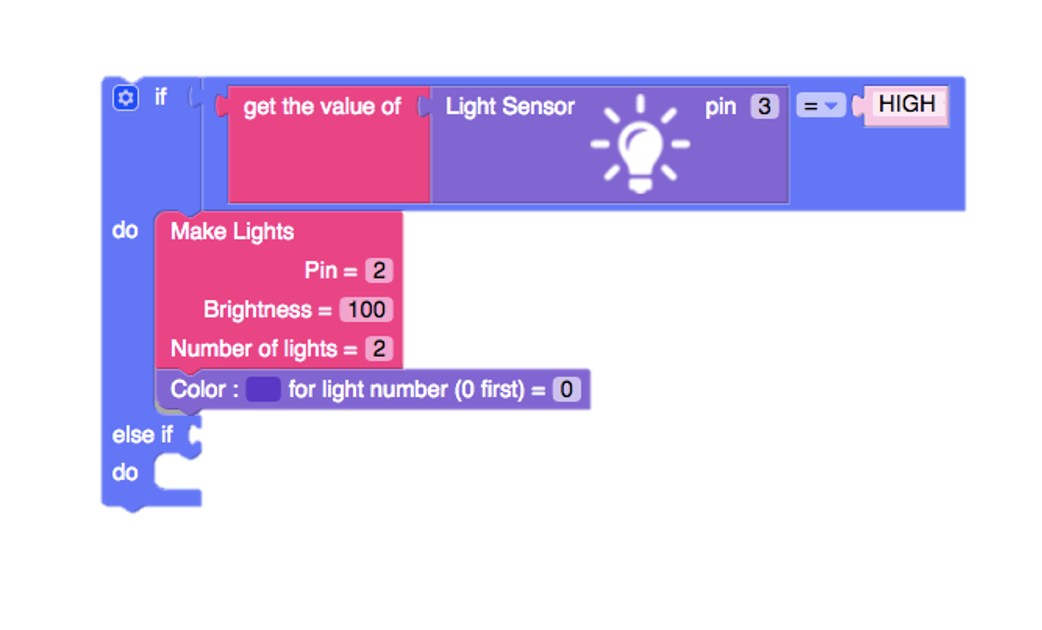 if get the value of Light Sensor pin 3 = HIGH
do Make Lights
Pin = 2
Brightness = 100
Number of lights = 2
Color : for light number (0 first) = 0
else if
do